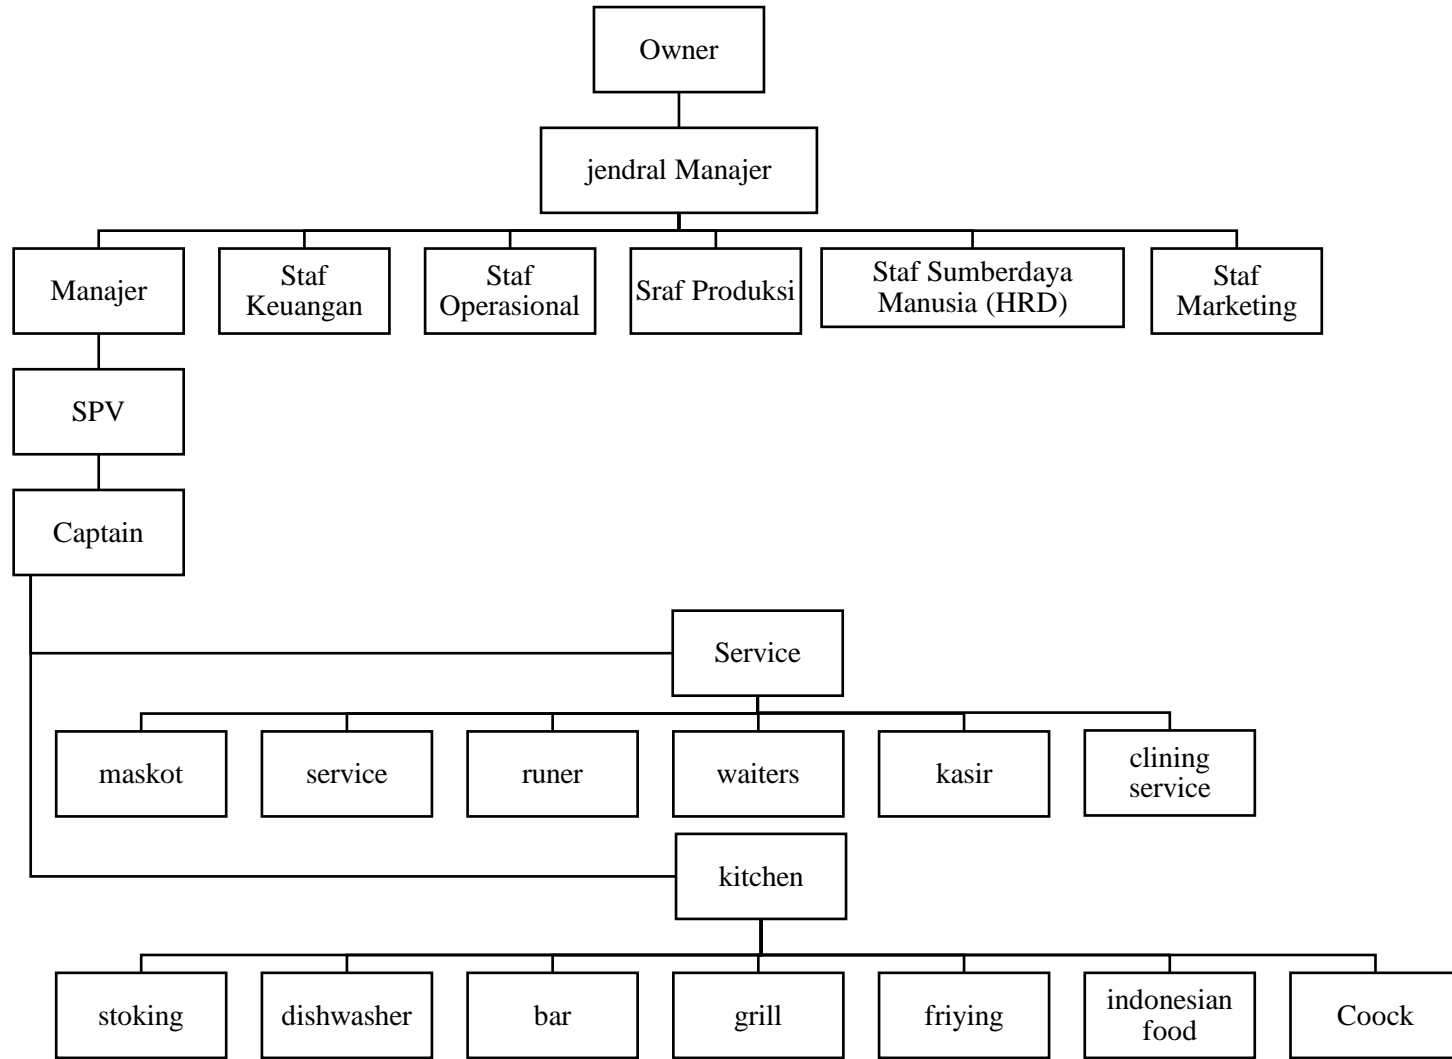 Owner
jendral Manajer
Manajer
Staf
Keuangan
Staf
Operasional
Sraf Produksi
Staf Sumberdaya
Manusia (HRD)
Staf
Marketing
SPV
Captain
Service
maskot
service
runer
waiters
kasir
clining
service
kitchen
stoking
dishwasher
bar
grill
friying
indonesian
food
Coock